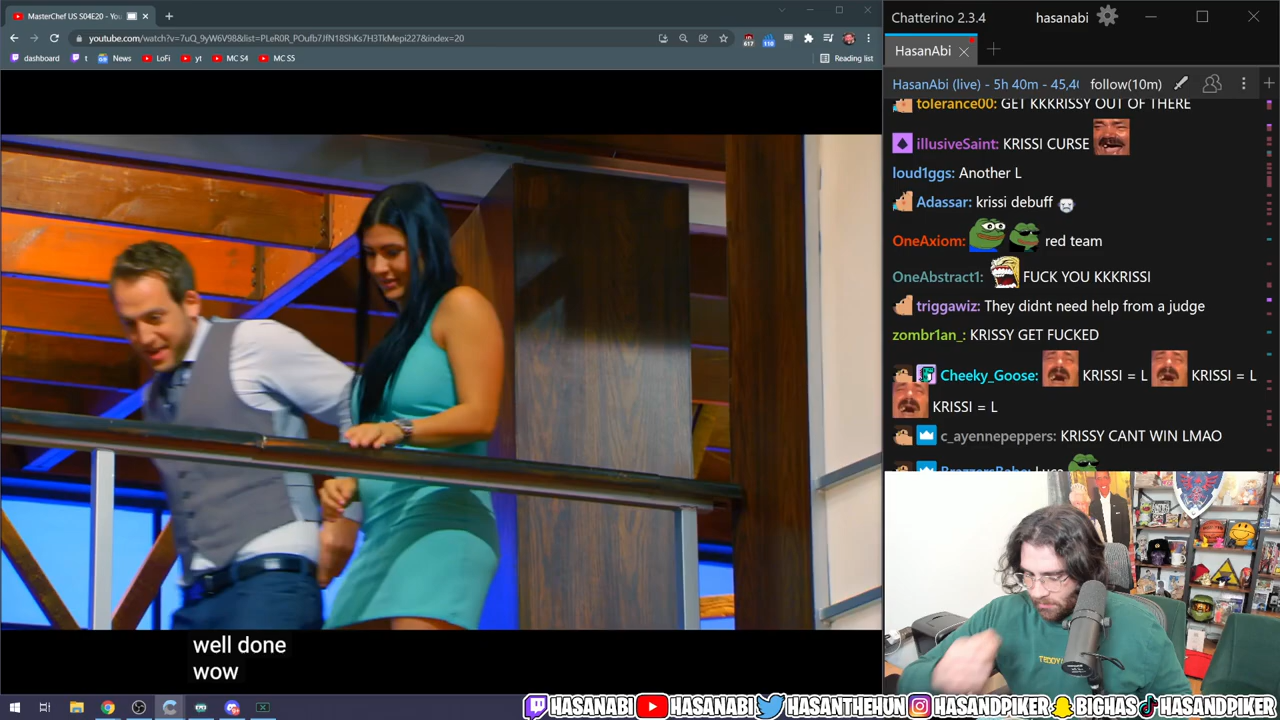 MasterChef US S04E20 - You
youtube.com/watch?v=7uQ_9yW6V98&list=PLeR0R_POufb7JfN18ShKs7H3TkMepi227&index=20
617
110
dashboard
t
News
LoFi
yt
MC S4
MC S5
Reading list
well done
wow
Chatterino 2.3.4
hasanabi
HasanAbi
HasanAbi (live) - 5h 40m - 45,4
follow(10m)
tolerance00: GET KKKRISSY OUT OF THERE
illusiveSaint: KRISSI CURSE
loud1ggs: Another L
Adassar: krissi debuff
OneAxiom: red team
OneAbstract1: FUCK YOU KKKRISSI
triggawiz: They didnt need help from a judge
zombr1an_: KRISSY GET FUCKED
Cheeky_Goose: KRISSI = L KRISSI = L
KRISSI = L
c_ayennepeppers: KRISSY CANT WIN LMAO
HASANABI HASANABI HASANTHEHUN HASANDPIKER BIGHAS HASANDPIKER